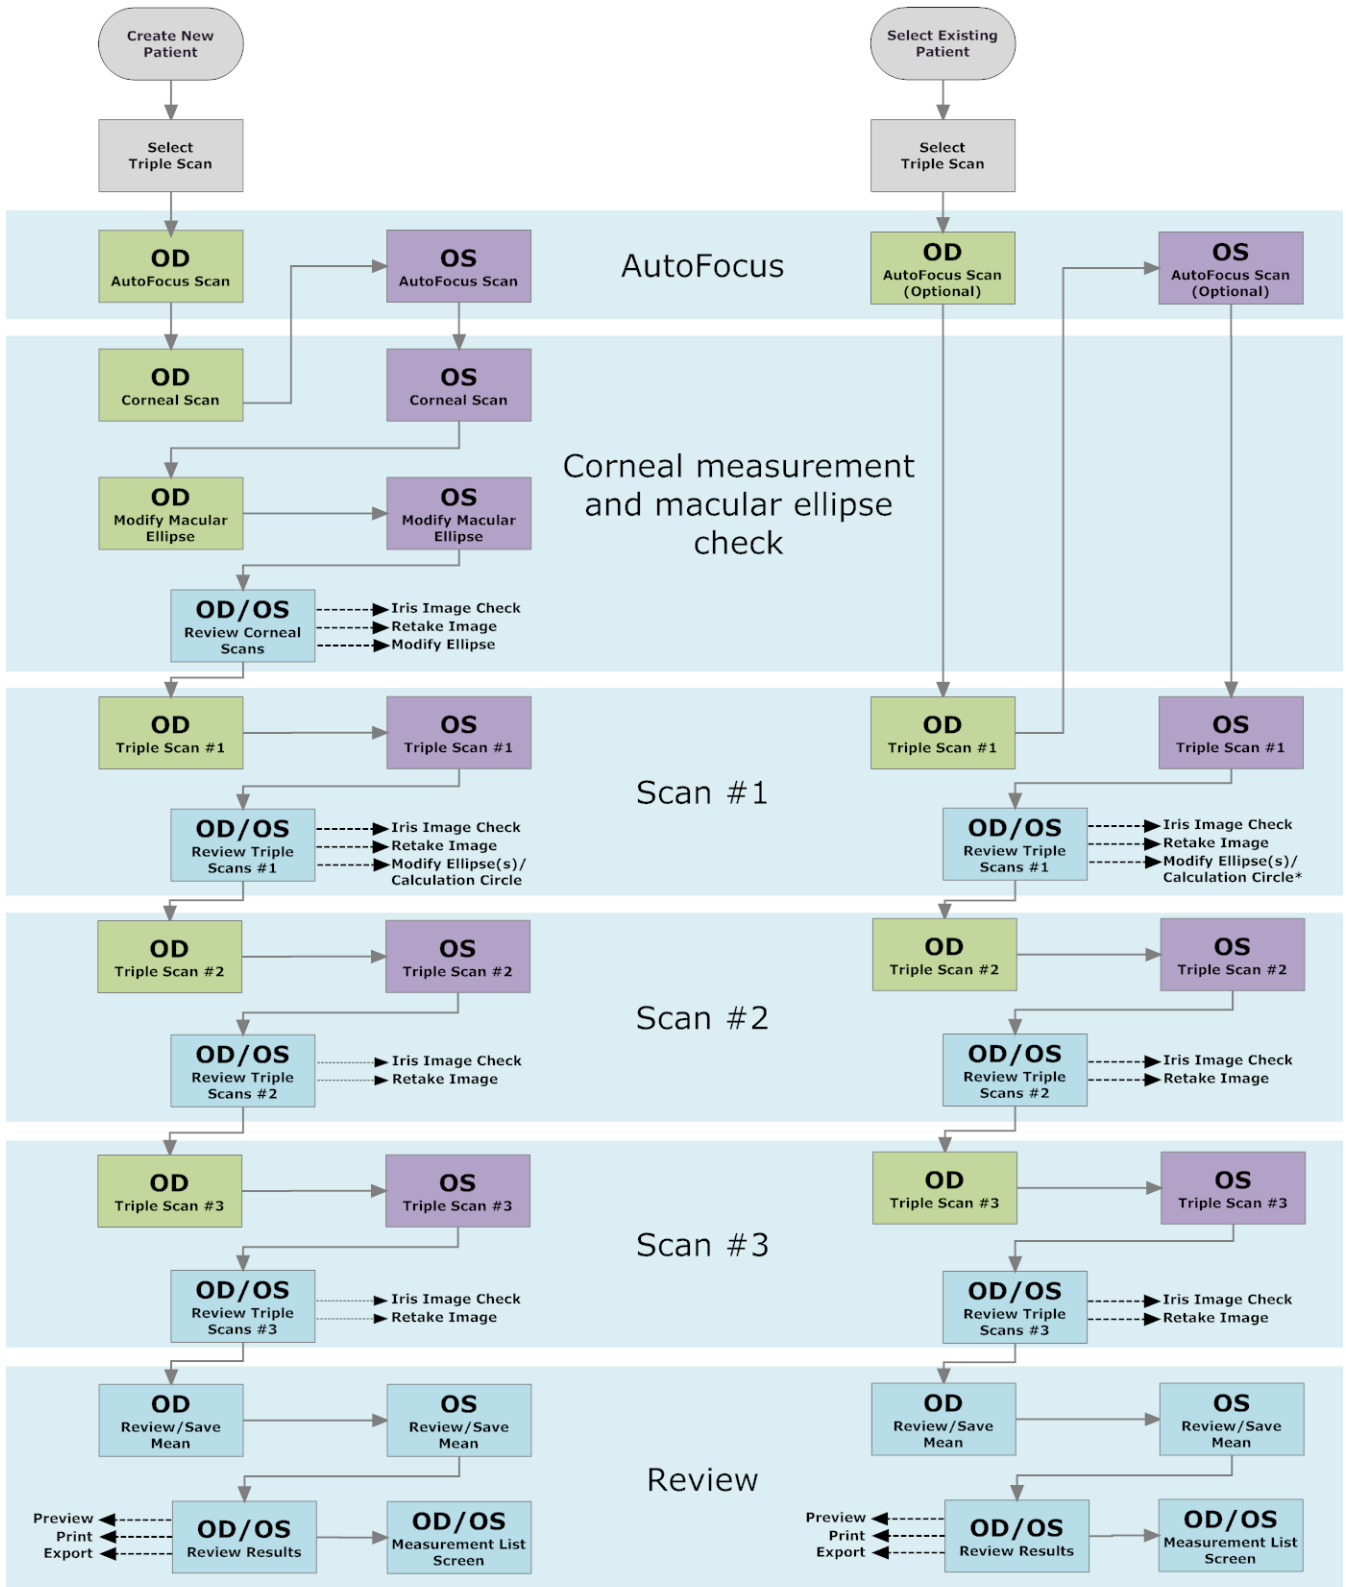 Create New
Patient
Select Existing
Patient
Select
Triple Scan
Select
Triple Scan
OD
AutoFocus Scan
OS
AutoFocus Scan
AutoFocus
OD
AutoFocus Scan
(Optional)
OS
AutoFocus Scan
(Optional)
OD
Corneal Scan
OS
Corneal Scan
Corneal measurement
and macular ellipse
check
OD
Modify Macular
Ellipse
OS
Modify Macular
Ellipse
OD/OS
Review Corneal
Scans
Iris Image Check
Retake Image
Modify Ellipse
OD
Triple Scan #1
OS
Triple Scan #1
Scan #1
OD
Triple Scan #1
OS
Triple Scan #1
OD/OS
Review Triple
Scans #1
Iris Image Check
Retake Image
Modify Ellipse(s)/
Calculation Circle
OD/OS
Review Triple
Scans #1
Iris Image Check
Retake Image
Modify Ellipse(s)/
Calculation Circle*
OD
Triple Scan #2
OS
Triple Scan #2
Scan #2
OD
Triple Scan #2
OS
Triple Scan #2
OD/OS
Review Triple
Scans #2
Iris Image Check
Retake Image
OD/OS
Review Triple
Scans #2
Iris Image Check
Retake Image
OD
Triple Scan #3
OS
Triple Scan #3
Scan #3
OD
Triple Scan #3
OS
Triple Scan #3
OD/OS
Review Triple
Scans #3
Iris Image Check
Retake Image
OD/OS
Review Triple
Scans #3
Iris Image Check
Retake Image
OD
Review/Save
Mean
OS
Review/Save
Mean
Review
OD
Review/Save
Mean
OS
Review/Save
Mean
Preview
Print
Export
OD/OS
Review Results
OD/OS
Measurement List
Screen
Preview
Print
Export
OD/OS
Review Results
OD/OS
Measurement List
Screen